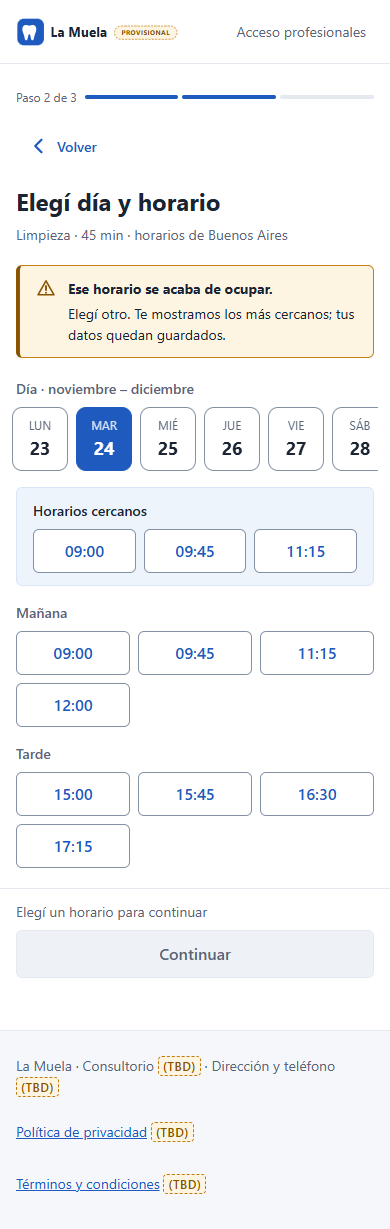 La Muela PROVISIONAL Acceso profesionales
Paso 2 de 3
Volver
Elegí día y horario
Limpieza · 45 min · horarios de Buenos Aires
Ese horario se acaba de ocupar.
Elegí otro. Te mostramos los más cercanos; tus
datos quedan guardados.
Día · noviembre – diciembre
LUN MAR MIÉ JUE VIE SÁB
23 24 25 26 27 28
Horarios cercanos
09:00 09:45 11:15
Mañana
09:00 09:45 11:15
12:00
Tarde
15:00 15:45 16:30
17:15
Elegí un horario para continuar
Continuar
La Muela · Consultorio (TBD) · Dirección y teléfono
(TBD)
Política de privacidad (TBD)
Términos y condiciones (TBD)